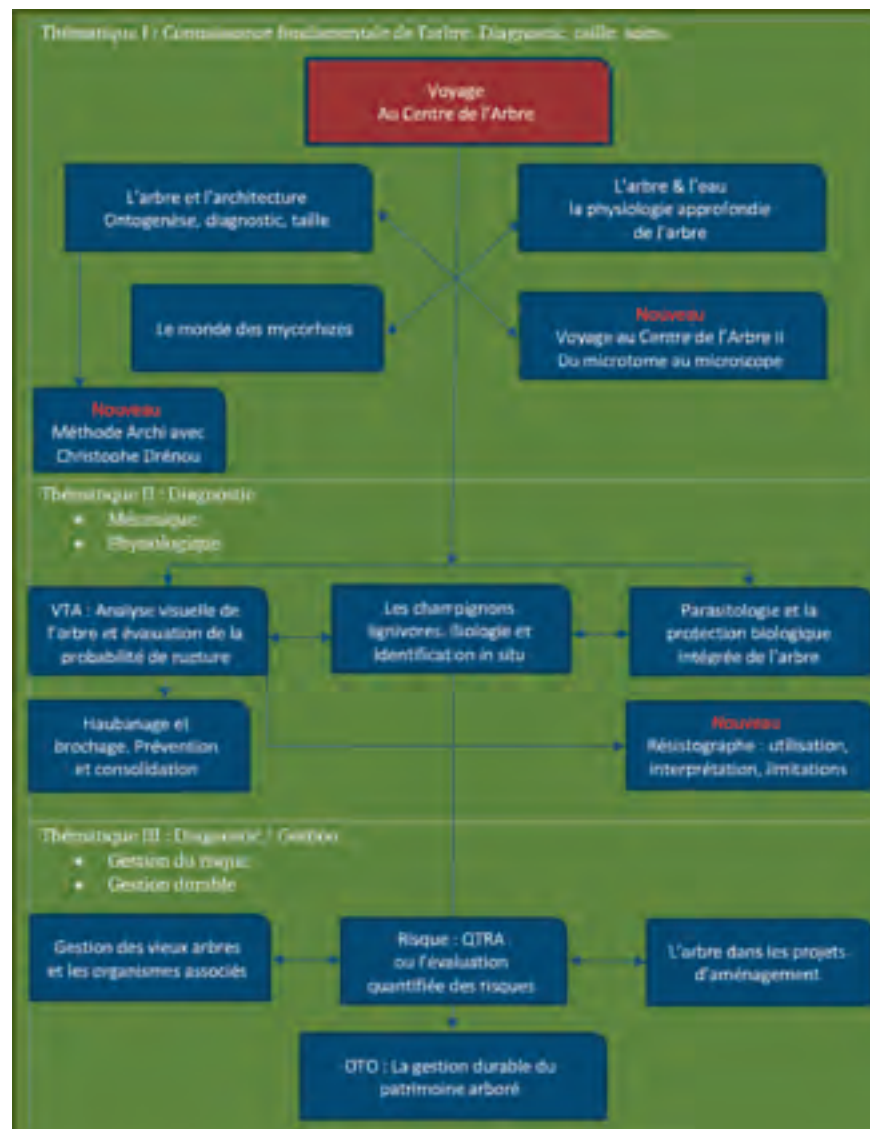 Thématique I : Connaissance fondamentale de l'arbre. Diagnostic, taille, soins
Voyage
Au Centre de l'Arbre
L'arbre et l'architecture
Ontogenèse, diagnostic, taille
L'arbre & l'eau
la physiologie approfondie
de l'arbre
Le monde des mycorhizes
Nouveau
Voyage au Centre de l'Arbre II
Du microtome au microscope
Nouveau
Méthode Archi avec
Christophe Drénou
Thématique II : Diagnostic
• Mécanique
• Physiologique
VTA : Analyse visuelle de
l'arbre et évaluation de la
probabilité de rupture
Les champignons
lignivores. Biologie et
identification in situ
Parasitologie et la
protection biologique
intégrée de l'arbre
Haubanage et
brochage. Prévention
et consolidation
Nouveau
Résistographe : utilisation,
interprétation, limitations
Thématique III : Diagnostic / Gestion
• Gestion du risque
• Gestion durable
Gestion des vieux arbres
et les organismes associés
Risque : QTRA
ou l'évaluation
quantifiée des risques
L'arbre dans les projets
d'aménagement
: La gestion durable du
patrimoine arboré